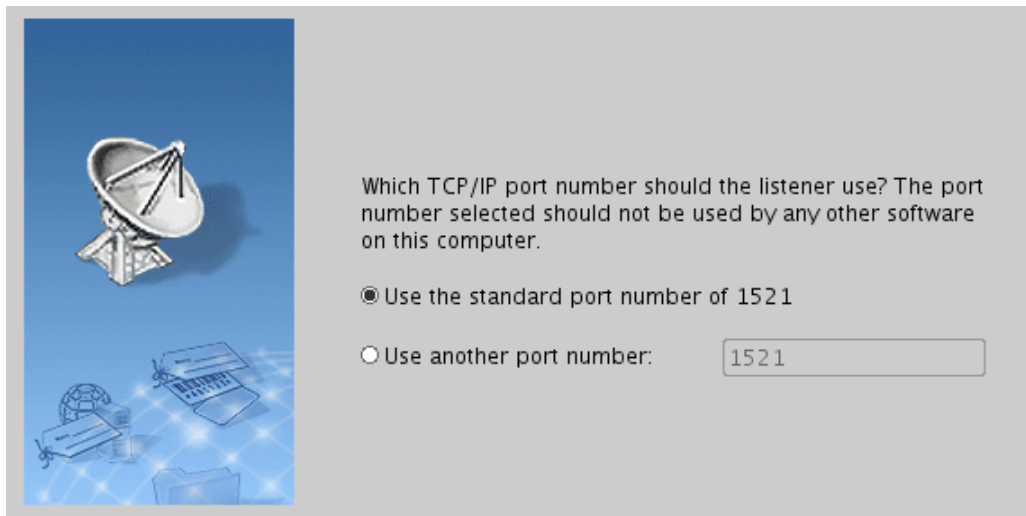 Which TCP/IP port number should the listener use? The port
number selected should not be used by any other software
on this computer.
Use the standard port number of 1521
Use another port number:
1521